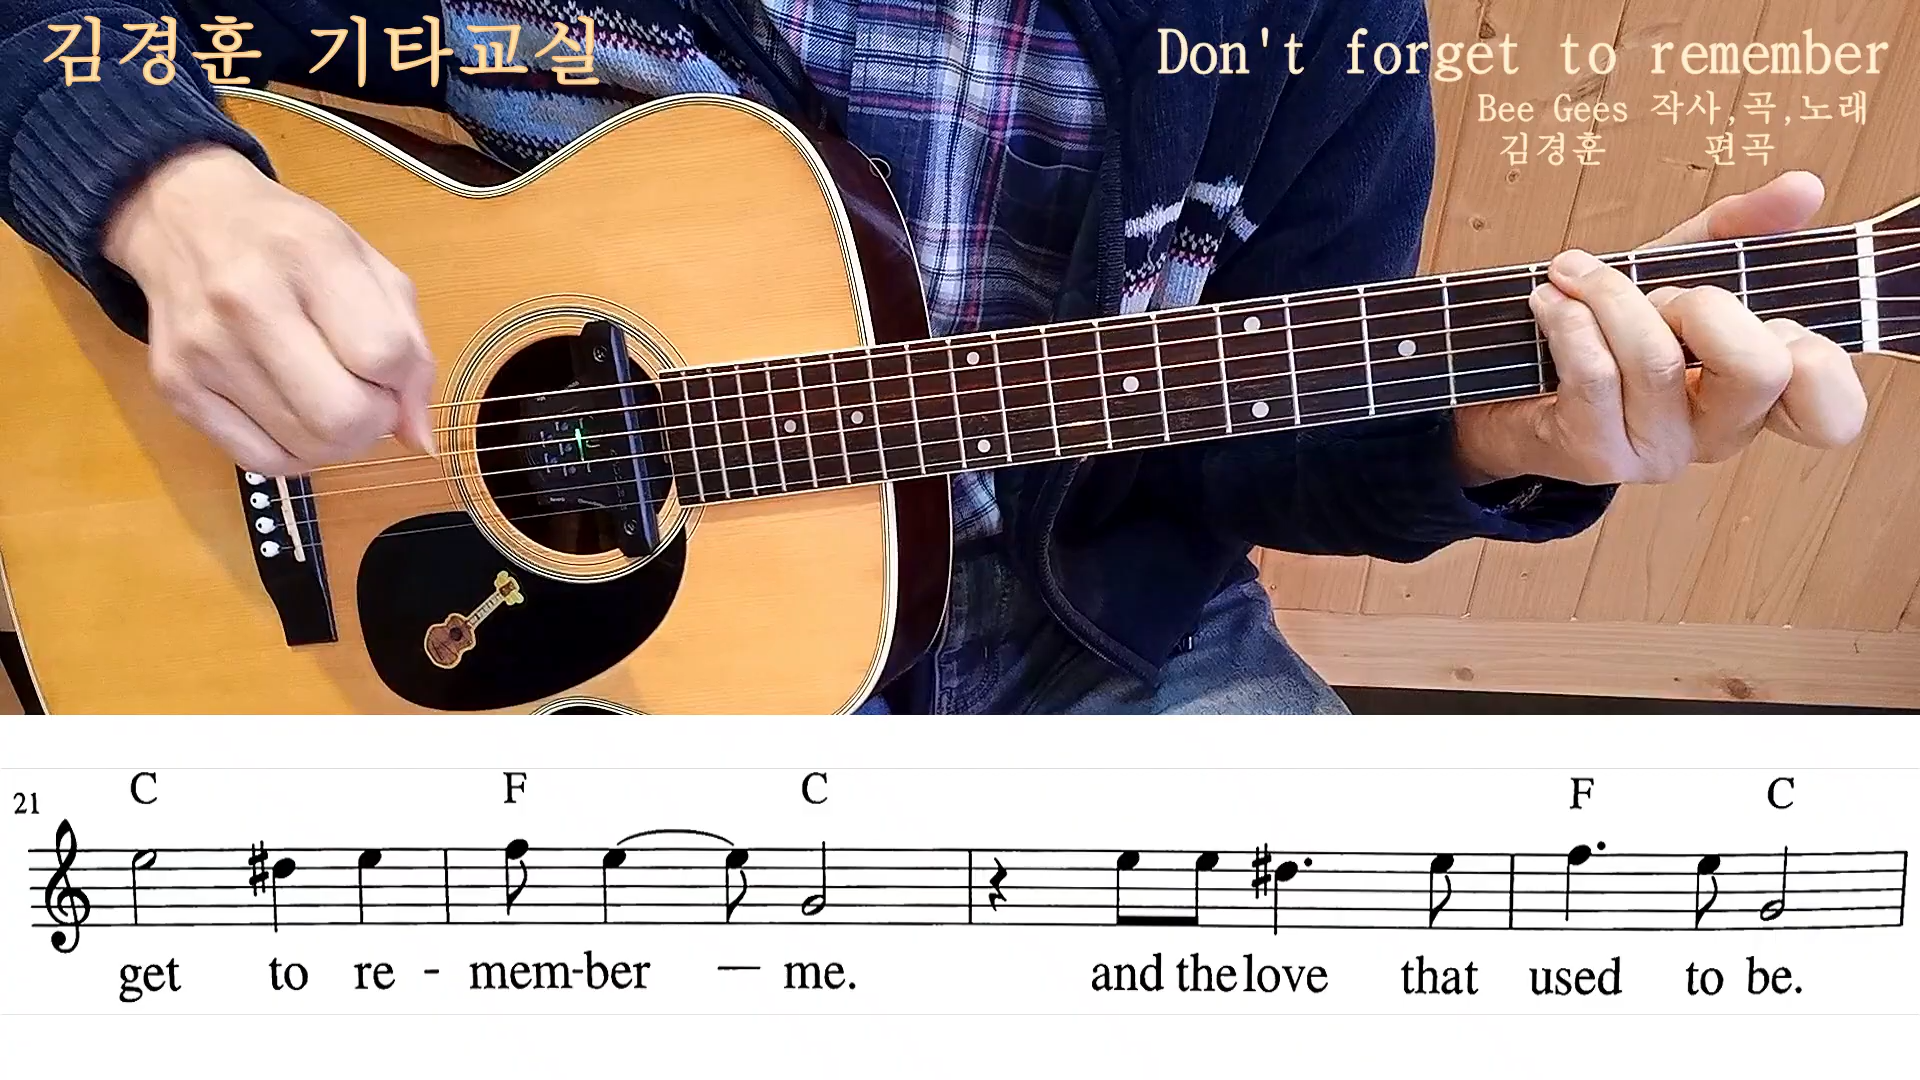 김경훈 기타교실
Don't forget to remember
Bee Gees 작사,곡,노래
김경훈 편곡
C F C F C
21
get to re - mem-ber — me. and the love that used to be.